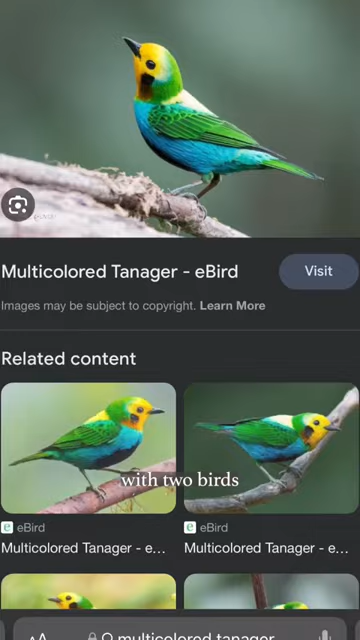 Multicolored Tanager - eBird
Visit
Images may be subject to copyright. Learn More
Related content
with two birds
eBird
eBird
Multicolored Tanager - e...
Multicolored Tanager - e...
AA
multicolored tanager